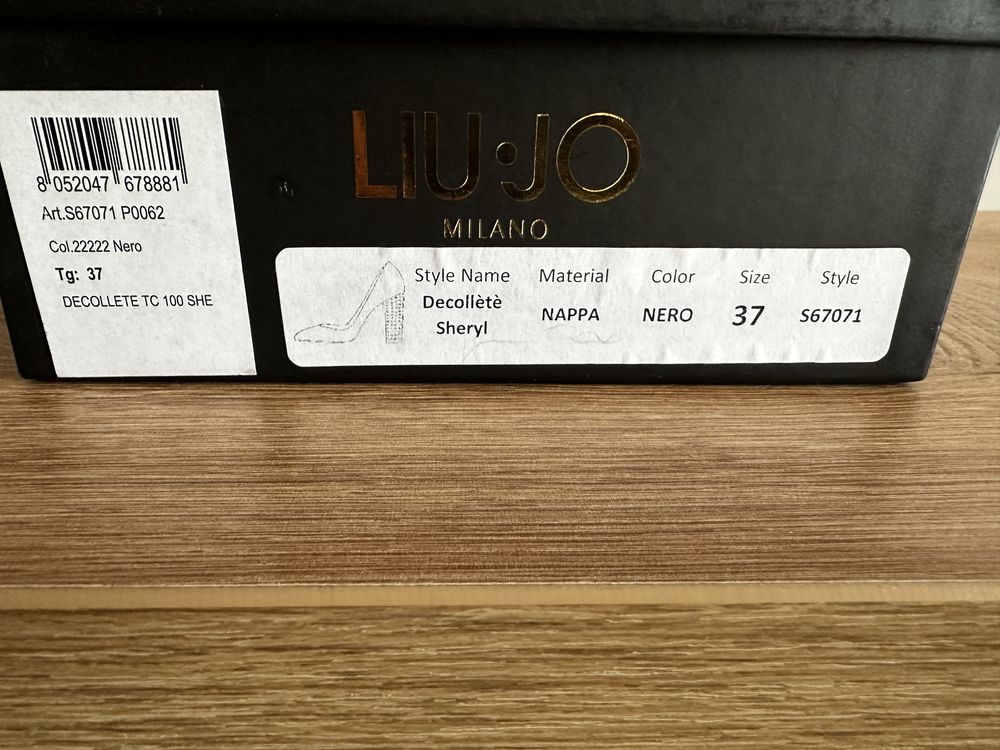 8 052047 678881
Art.S67071 P0062
Col.22222 Nero
Tg: 37
DECOLLETE TC 100 SHE
LIU·JO
MILANO
Style Name Material Color Size Style
Decollètè Sheryl NAPPA NERO 37 S67071